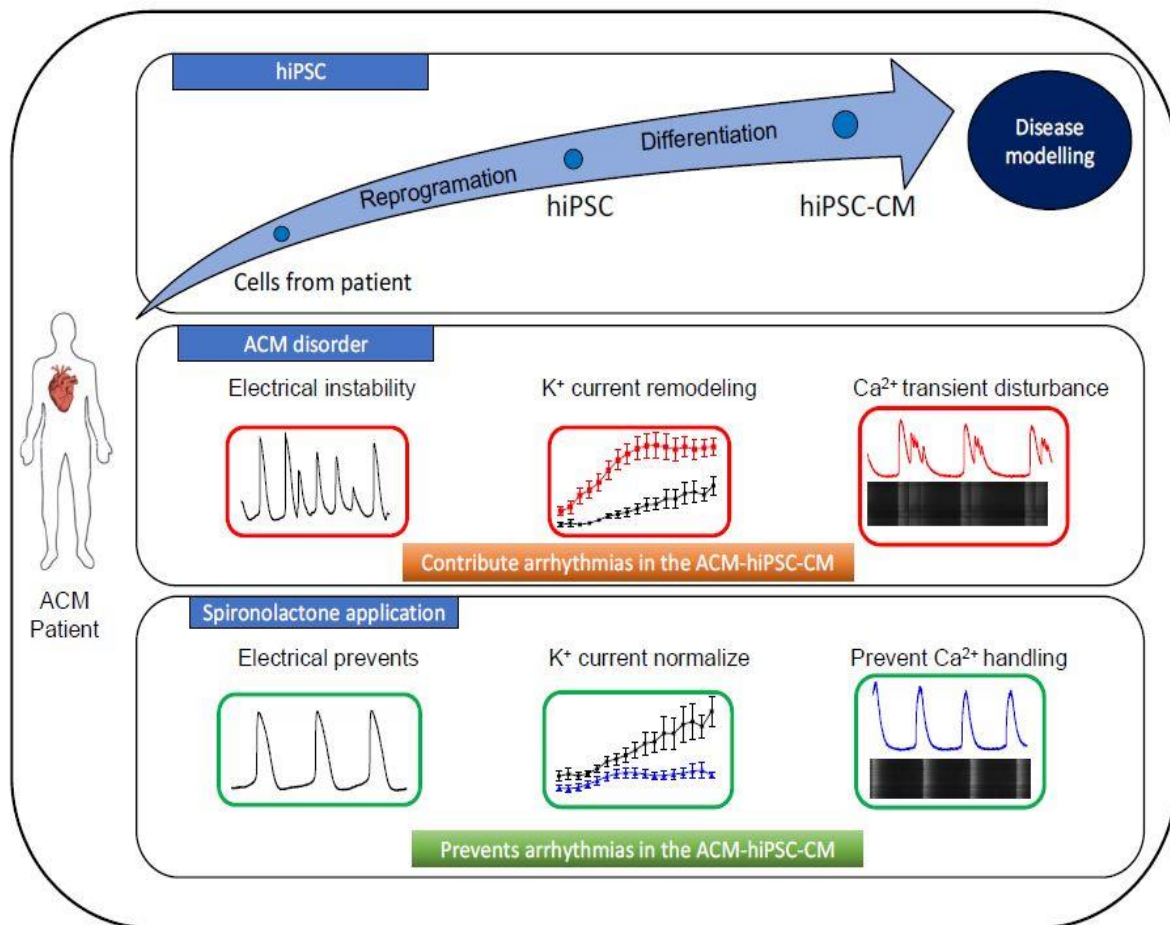 hiPSC
Reprogramation
Differentiation
Disease
modelling
hiPSC
hiPSC-CM
Cells from patient
ACM
Patient
ACM disorder
Electrical instability
K⁺ current remodeling
Ca²⁺ transient disturbance
Contribute arrhythmias in the ACM-hiPSC-CM
Spironolactone application
Electrical prevents
K⁺ current normalize
Prevent Ca²⁺ handling
Prevents arrhythmias in the ACM-hiPSC-CM